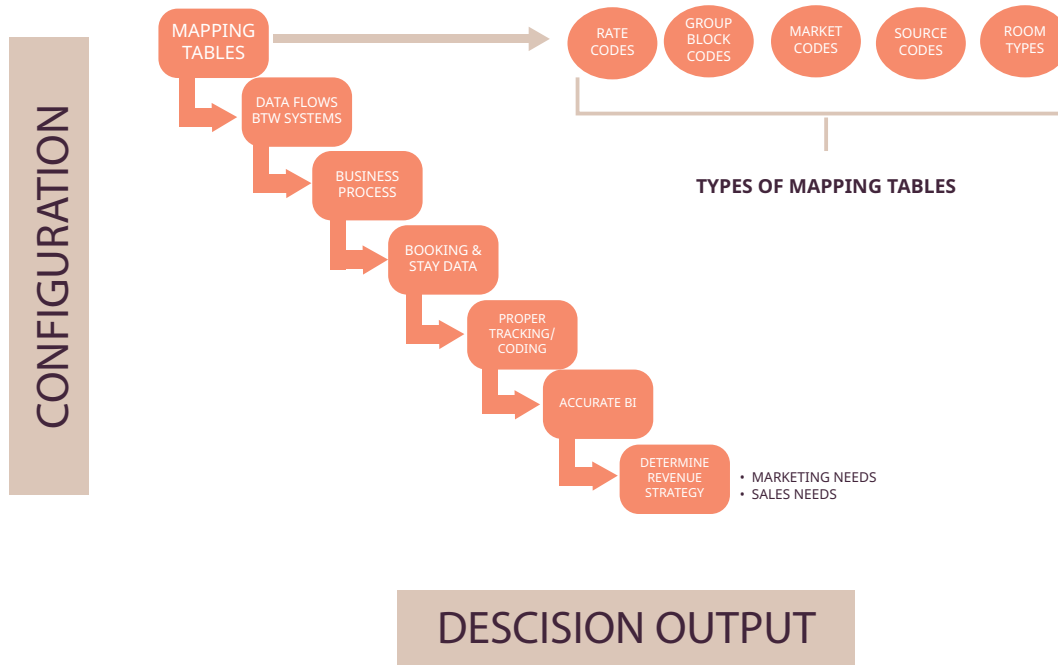 MAPPING
TABLES
RATE
CODES
GROUP
BLOCK
CODES
MARKET
CODES
SOURCE
CODES
ROOM
TYPES
TYPES OF MAPPING TABLES
CONFIGURATION
DATA FLOWS
BTW SYSTEMS
BUSINESS
PROCESS
BOOKING &
STAY DATA
PROPER
TRACKING/
CODING
ACCURATE BI
DETERMINE
REVENUE
STRATEGY
• MARKETING NEEDS
• SALES NEEDS
DESCISION OUTPUT